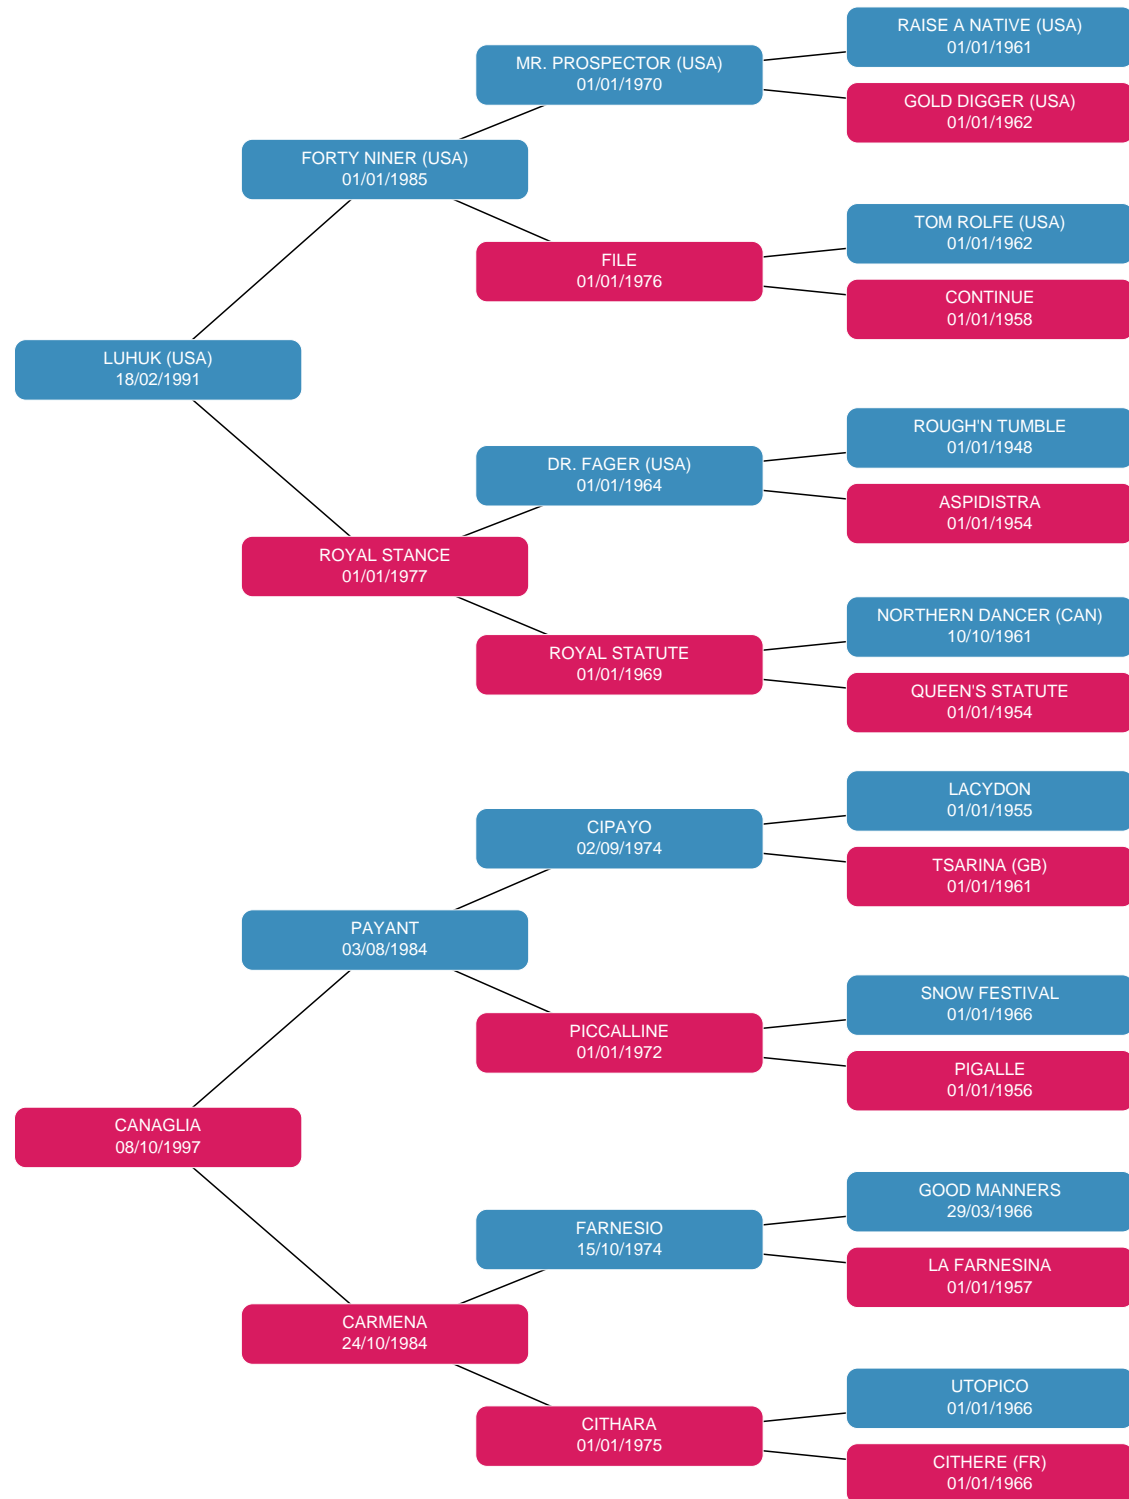 RAISE A NATIVE (USA)
01/01/1961
MR. PROSPECTOR (USA)
01/01/1970
GOLD DIGGER (USA)
01/01/1962
FORTY NINER (USA)
01/01/1985
TOM ROLFE (USA)
01/01/1962
FILE
01/01/1976
CONTINUE
01/01/1958
LUHUK (USA)
18/02/1991
ROUGH'N TUMBLE
01/01/1948
DR. FAGER (USA)
01/01/1964
ASPIDISTRA
01/01/1954
ROYAL STANCE
01/01/1977
NORTHERN DANCER (CAN)
10/10/1961
ROYAL STATUTE
01/01/1969
QUEEN'S STATUTE
01/01/1954
LACYDON
01/01/1955
CIPAYO
02/09/1974
TSARINA (GB)
01/01/1961
PAYANT
03/08/1984
SNOW FESTIVAL
01/01/1966
PICCALLINE
01/01/1972
PIGALLE
01/01/1956
CANAGLIA
08/10/1997
GOOD MANNERS
29/03/1966
FARNESIO
15/10/1974
LA FARNESINA
01/01/1957
CARMENA
24/10/1984
UTOPICO
01/01/1966
CITHARA
01/01/1975
CITHERE (FR)
01/01/1966